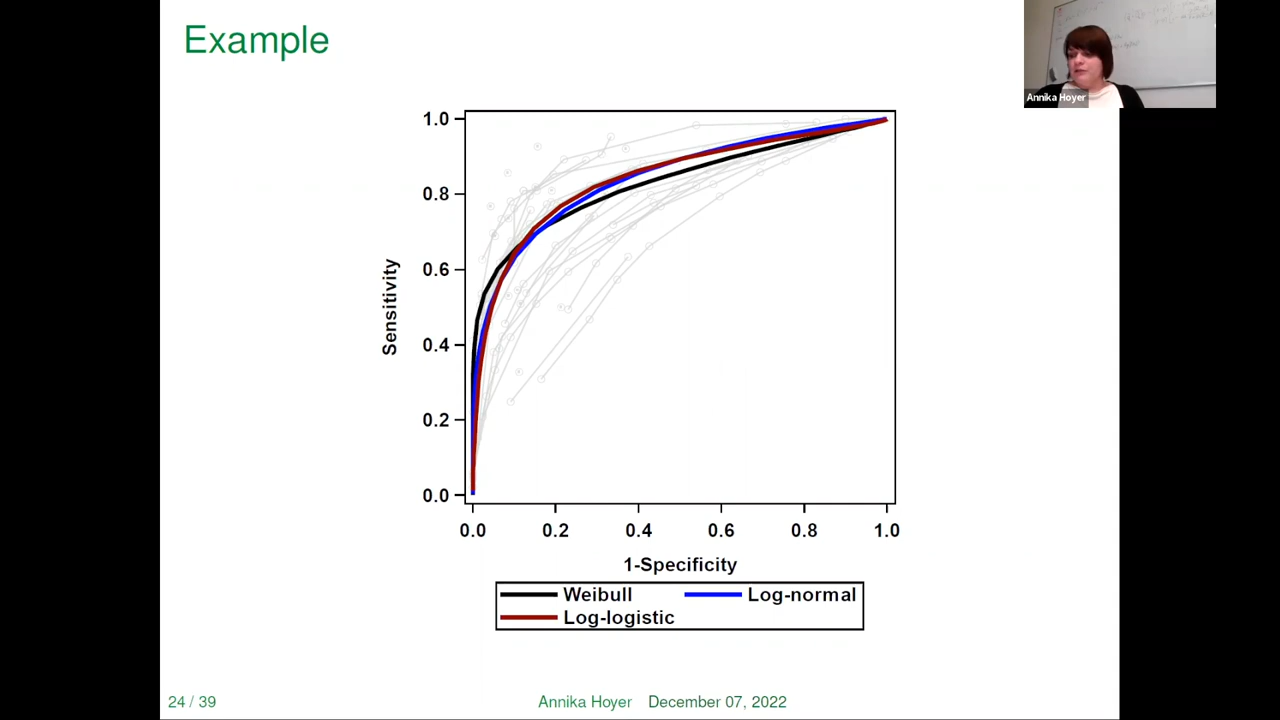 Example
Annika Hoyer
1.0
0.8
0.6
0.4
0.2
0.0
Sensitivity
0.0 0.2 0.4 0.6 0.8 1.0
1-Specificity
Weibull Log-normal
Log-logistic
24 / 39 Annika Hoyer December 07, 2022